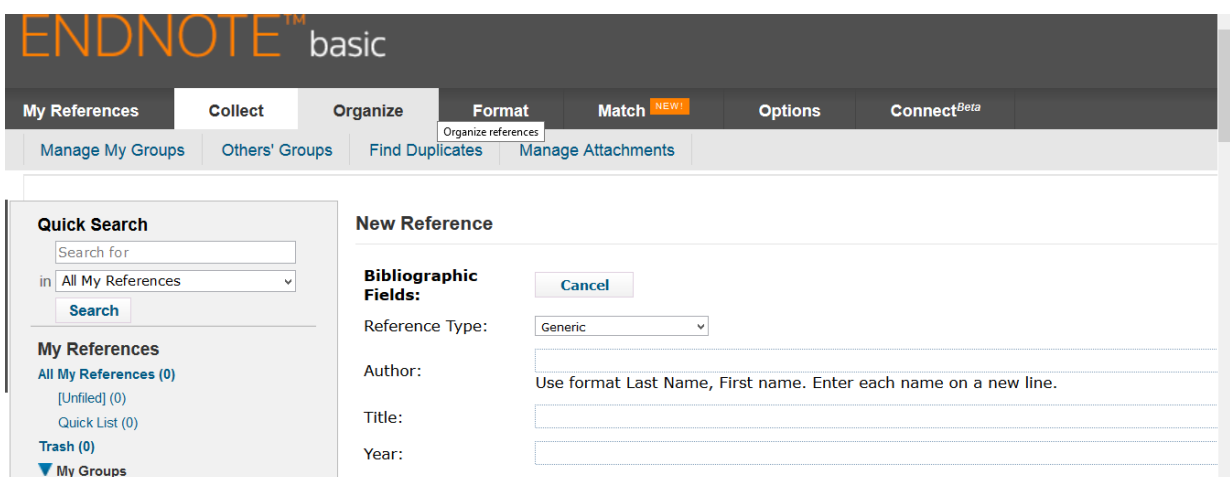 ENDNOTE™ basic
My References Collect Organize Format Match NEW! Options Connect Beta
Organize references
Manage My Groups Others' Groups Find Duplicates Manage Attachments
Quick Search
Search for
in All My References
Search
My References
All My References (0)
[Unfiled] (0)
Quick List (0)
Trash (0)
My Groups
New Reference
Bibliographic
Fields:
Cancel
Reference Type: Generic
Author:
Use format Last Name, First name. Enter each name on a new line.
Title:
Year: